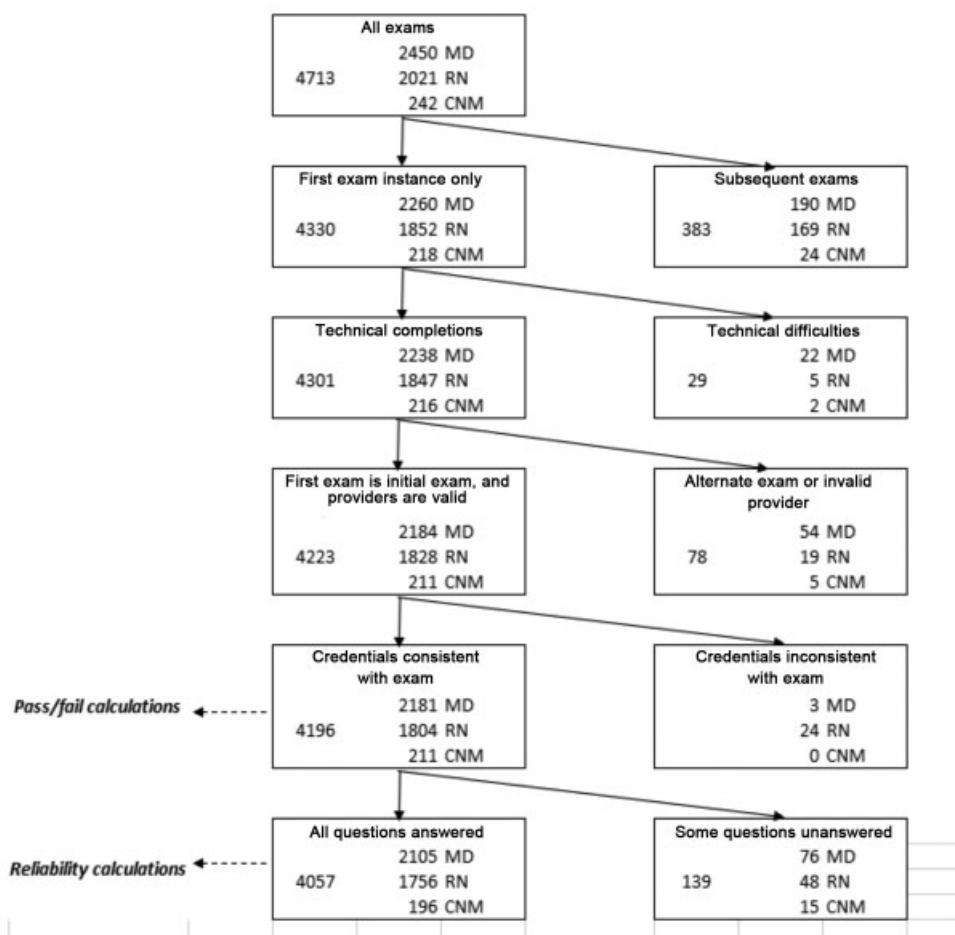 All exams
2450 MD
4713 2021 RN
242 CNM
First exam instance only
2260 MD
4330 1852 RN
218 CNM
Subsequent exams
190 MD
383 169 RN
24 CNM
Technical completions
2238 MD
4301 1847 RN
216 CNM
Technical difficulties
22 MD
29 5 RN
2 CNM
First exam is initial exam, and
providers are valid
2184 MD
4223 1828 RN
211 CNM
Alternate exam or invalid
provider
54 MD
78 19 RN
5 CNM
Credentials consistent
with exam
2181 MD
4196 1804 RN
211 CNM
Pass/fail calculations
Credentials inconsistent
with exam
3 MD
24 RN
0 CNM
All questions answered
2105 MD
4057 1756 RN
196 CNM
Reliability calculations
Some questions unanswered
76 MD
139 48 RN
15 CNM